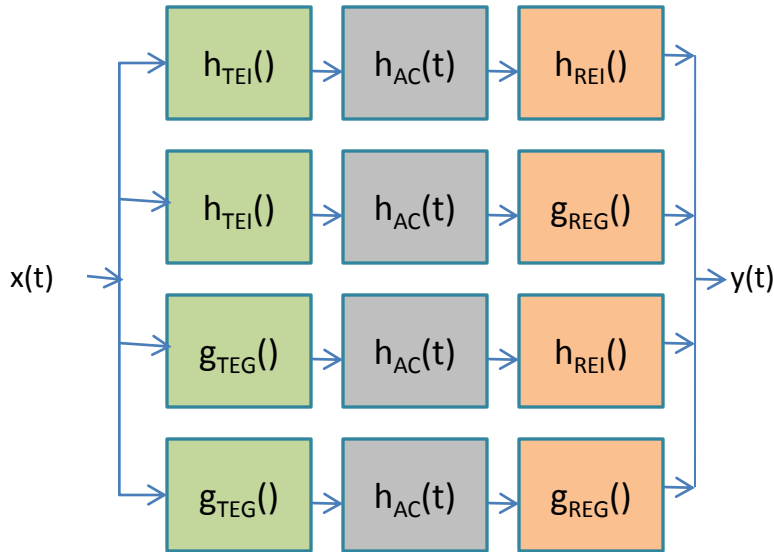 h_TEI() h_AC(t) h_REI()
h_TEI() h_AC(t) g_REG()
x(t) y(t)
g_TEG() h_AC(t) h_REI()
g_TEG() h_AC(t) g_REG()